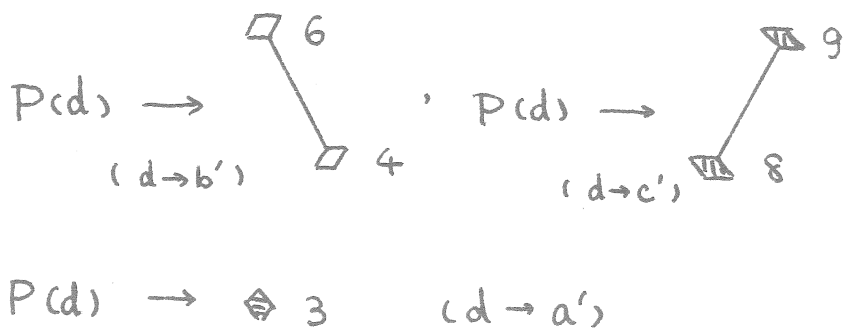 6 9
P(d) → , P(d) →
(d→b′) 4 (d→c′) 8
P(d) → 3 (d→a′)